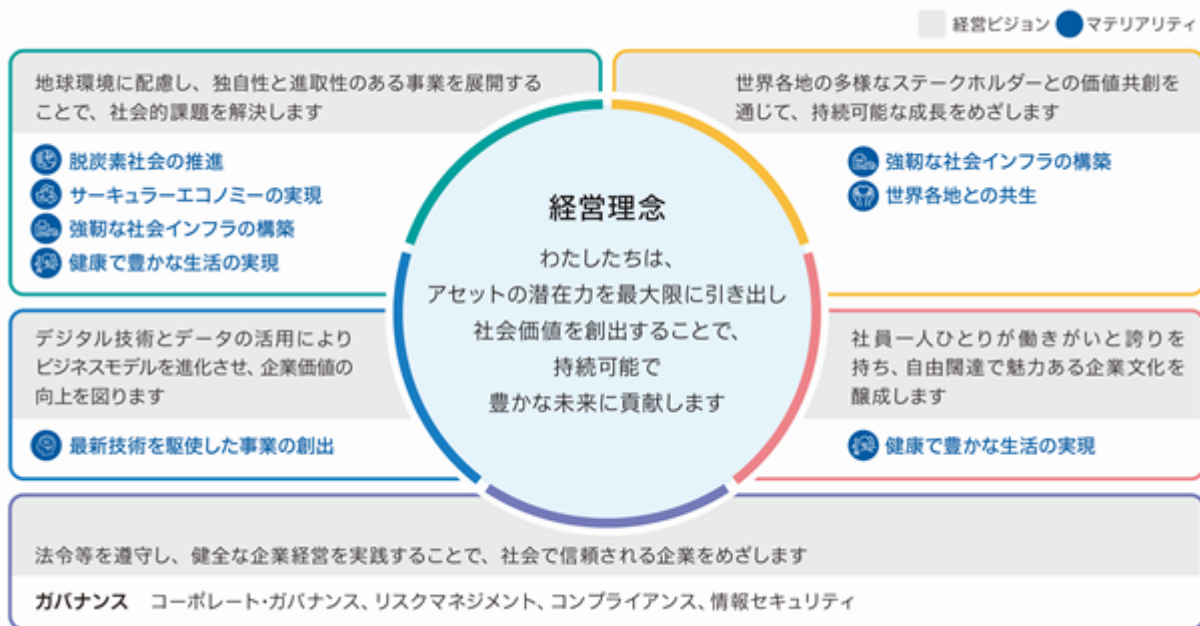 経営ビジョン マテリアリティ
地球環境に配慮し、独自性と進取性のある事業を展開する
ことで、社会的課題を解決します
脱炭素社会の推進
サーキュラーエコノミーの実現
強靭な社会インフラの構築
健康で豊かな生活の実現
世界各地の多様なステークホルダーとの価値共創を
通じて、持続可能な成長をめざします
強靭な社会インフラの構築
世界各地との共生
経営理念
わたしたちは、
アセットの潜在力を最大限に引き出し
社会価値を創出することで、
持続可能で
豊かな未来に貢献します
デジタル技術とデータの活用により
ビジネスモデルを進化させ、企業価値の
向上を図ります
最新技術を駆使した事業の創出
社員一人ひとりが働きがいと誇りを
持ち、自由闊達で魅力ある企業文化を
醸成します
健康で豊かな生活の実現
法令等を遵守し、健全な企業経営を実践することで、社会で信頼される企業をめざします
ガバナンス コーポレート・ガバナンス、リスクマネジメント、コンプライアンス、情報セキュリティ